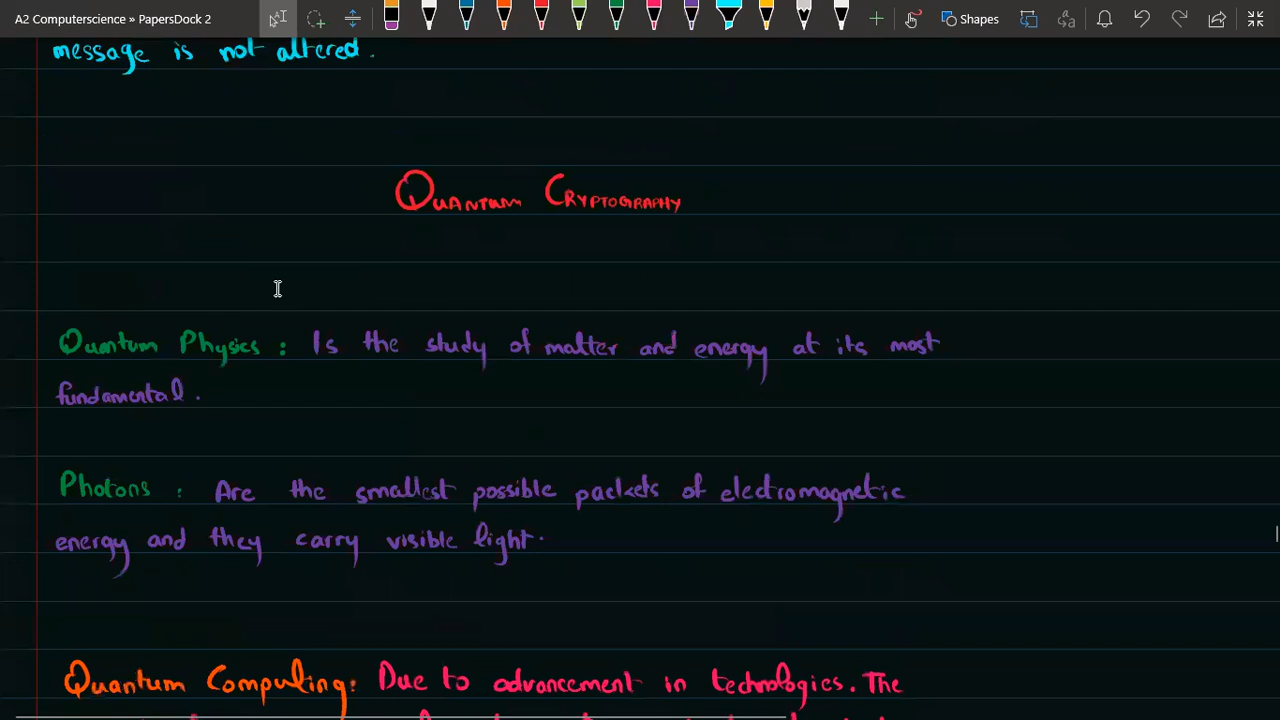 A2 Computerscience » PapersDock 2
Shapes
message is not altered.
QUANTUM CRYPTOGRAPHY
Quantum Physics : Is the study of matter and energy at its most
fundamental.
Photons : Are the smallest possible packets of electromagnetic
energy and they carry visible light.
Quantum Computing: Due to advancement in technologies. The